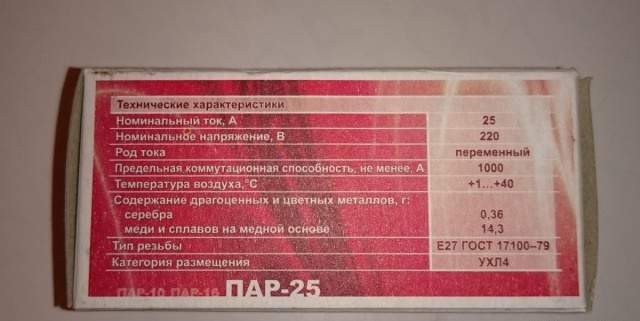 Технические характеристики
Номинальный ток, А 25
Номинальное напряжение, В 220
Род тока переменный
Предельная коммутационная способность, не менее, А 1000
Температура воздуха,°С +1...+40
Содержание драгоценных и цветных металлов, г:
серебра 0,36
меди и сплавов на медной основе 14,3
Тип резьбы Е27 ГОСТ 17100–79
Категория размещения УХЛ4
ПАР-10 ПАР-16 ПАР-25